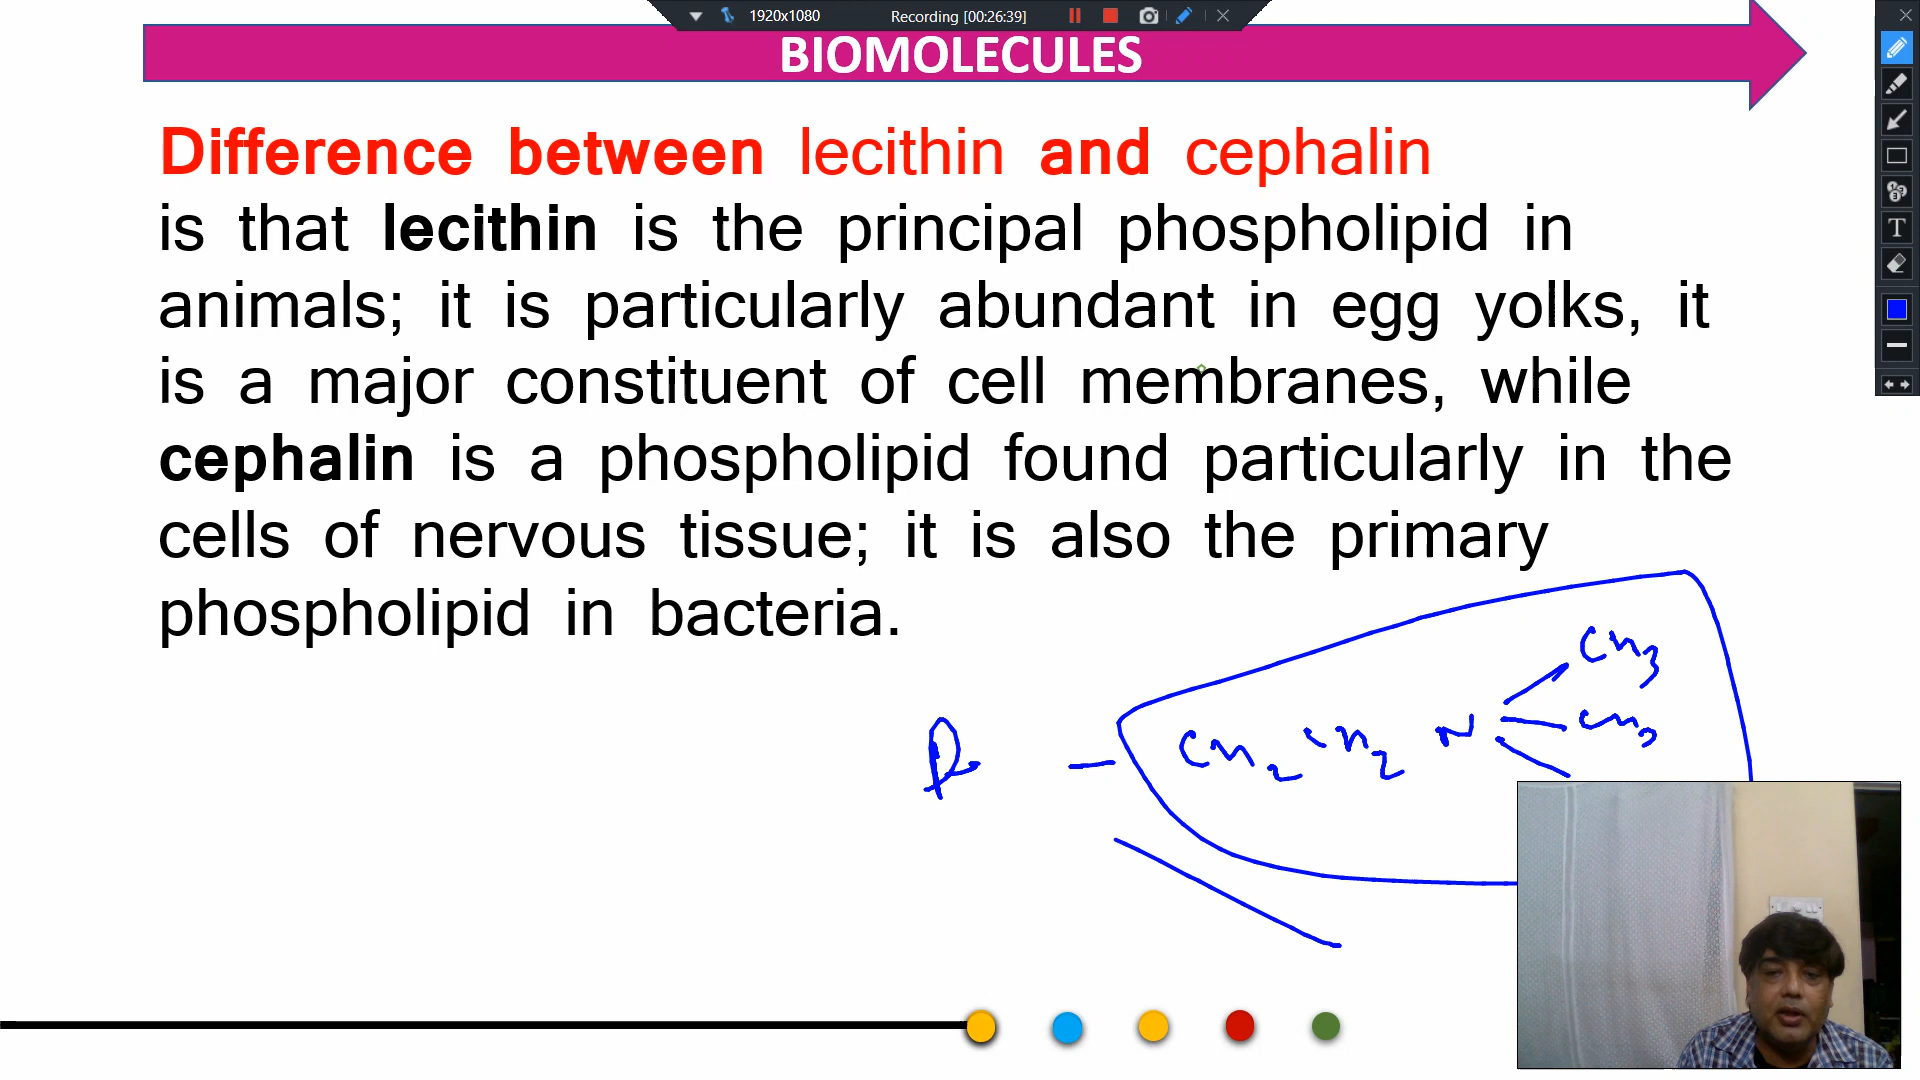 1920x1080 Recording [00:26:39]
BIOMOLECULES
Difference between lecithin and cephalin
is that lecithin is the principal phospholipid in
animals; it is particularly abundant in egg yolks, it
is a major constituent of cell membranes, while
cephalin is a phospholipid found particularly in the
cells of nervous tissue; it is also the primary
phospholipid in bacteria.
CH3
CH2 CH2 N CH3
T